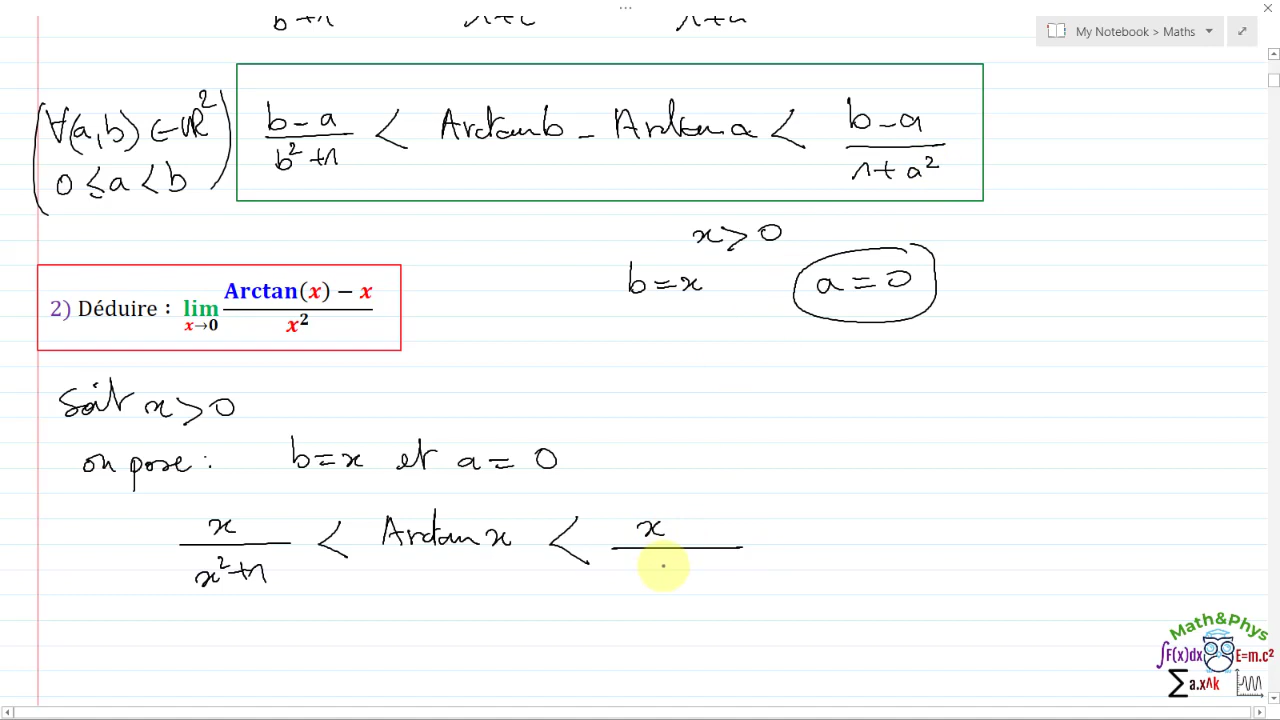 My Notebook > Maths
∀(a,b) ∈ ℝ²
0 ≤ a < b
(b-a)/(b²+1) < Arctan b - Arctan a < (b-a)/(1+a²)
x > 0
b = x a = 0
2) Déduire : lim x→0 (Arctan(x) − x)/x²
Soit x > 0
on pose : b = x et a = 0
x/(x²+1) < Arctan x < x
Math&Phys
∫F(x)dx E=m.c²
∑ a.x^k